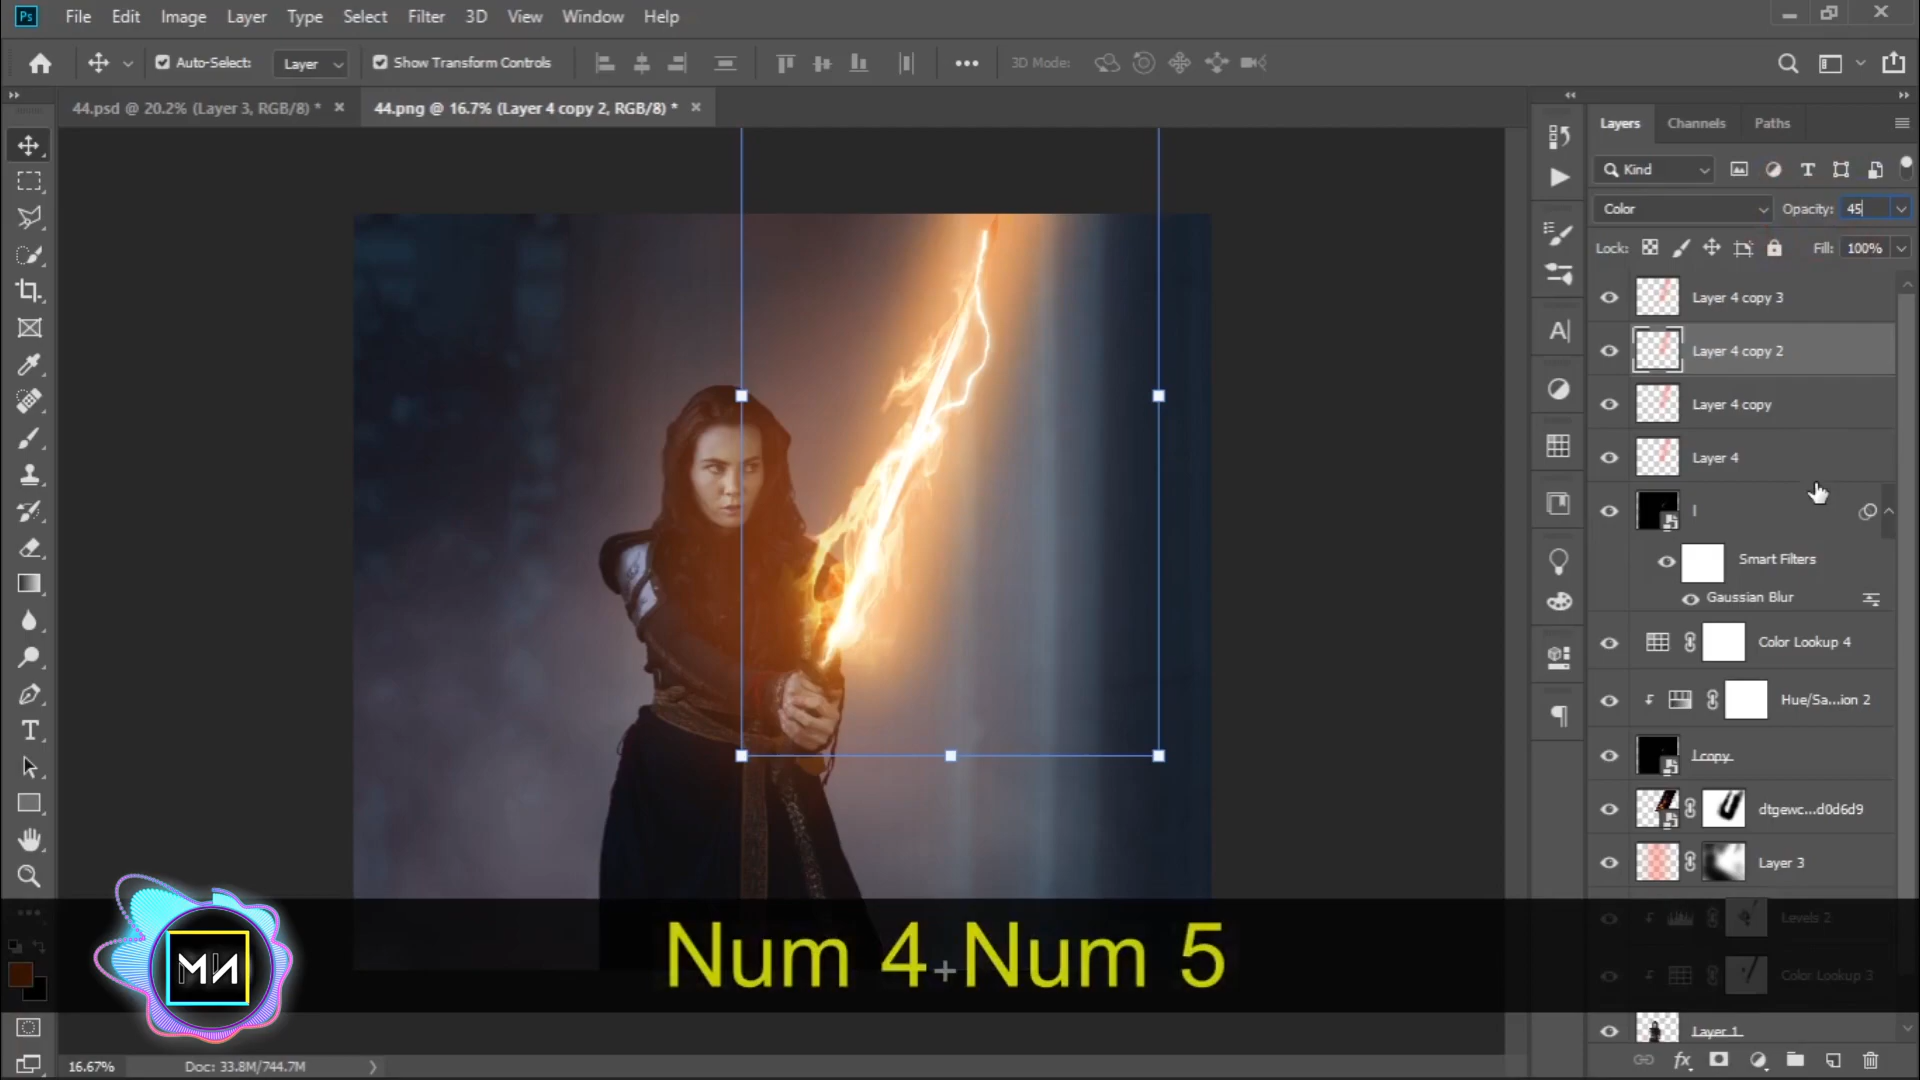 Ps File Edit Image Layer Type Select Filter 3D View Window Help
Auto-Select: Layer Show Transform Controls 3D Mode:
44.psd @ 20.2% (Layer 3, RGB/8) * 44.png @ 16.7% (Layer 4 copy 2, RGB/8) *
Layers Channels Paths
Kind
Color Opacity: 45
Lock: Fill: 100%
Layer 4 copy 3
Layer 4 copy 2
Layer 4 copy
Layer 4
l
Smart Filters
Gaussian Blur
Color Lookup 4
Hue/Sa...ion 2
l copy
dtgewc...d0d6d9
Layer 3
Levels 2
Color Lookup 3
Layer 1
Num 4+Num 5
МИ
16.67% Doc: 33.8M/744.7M